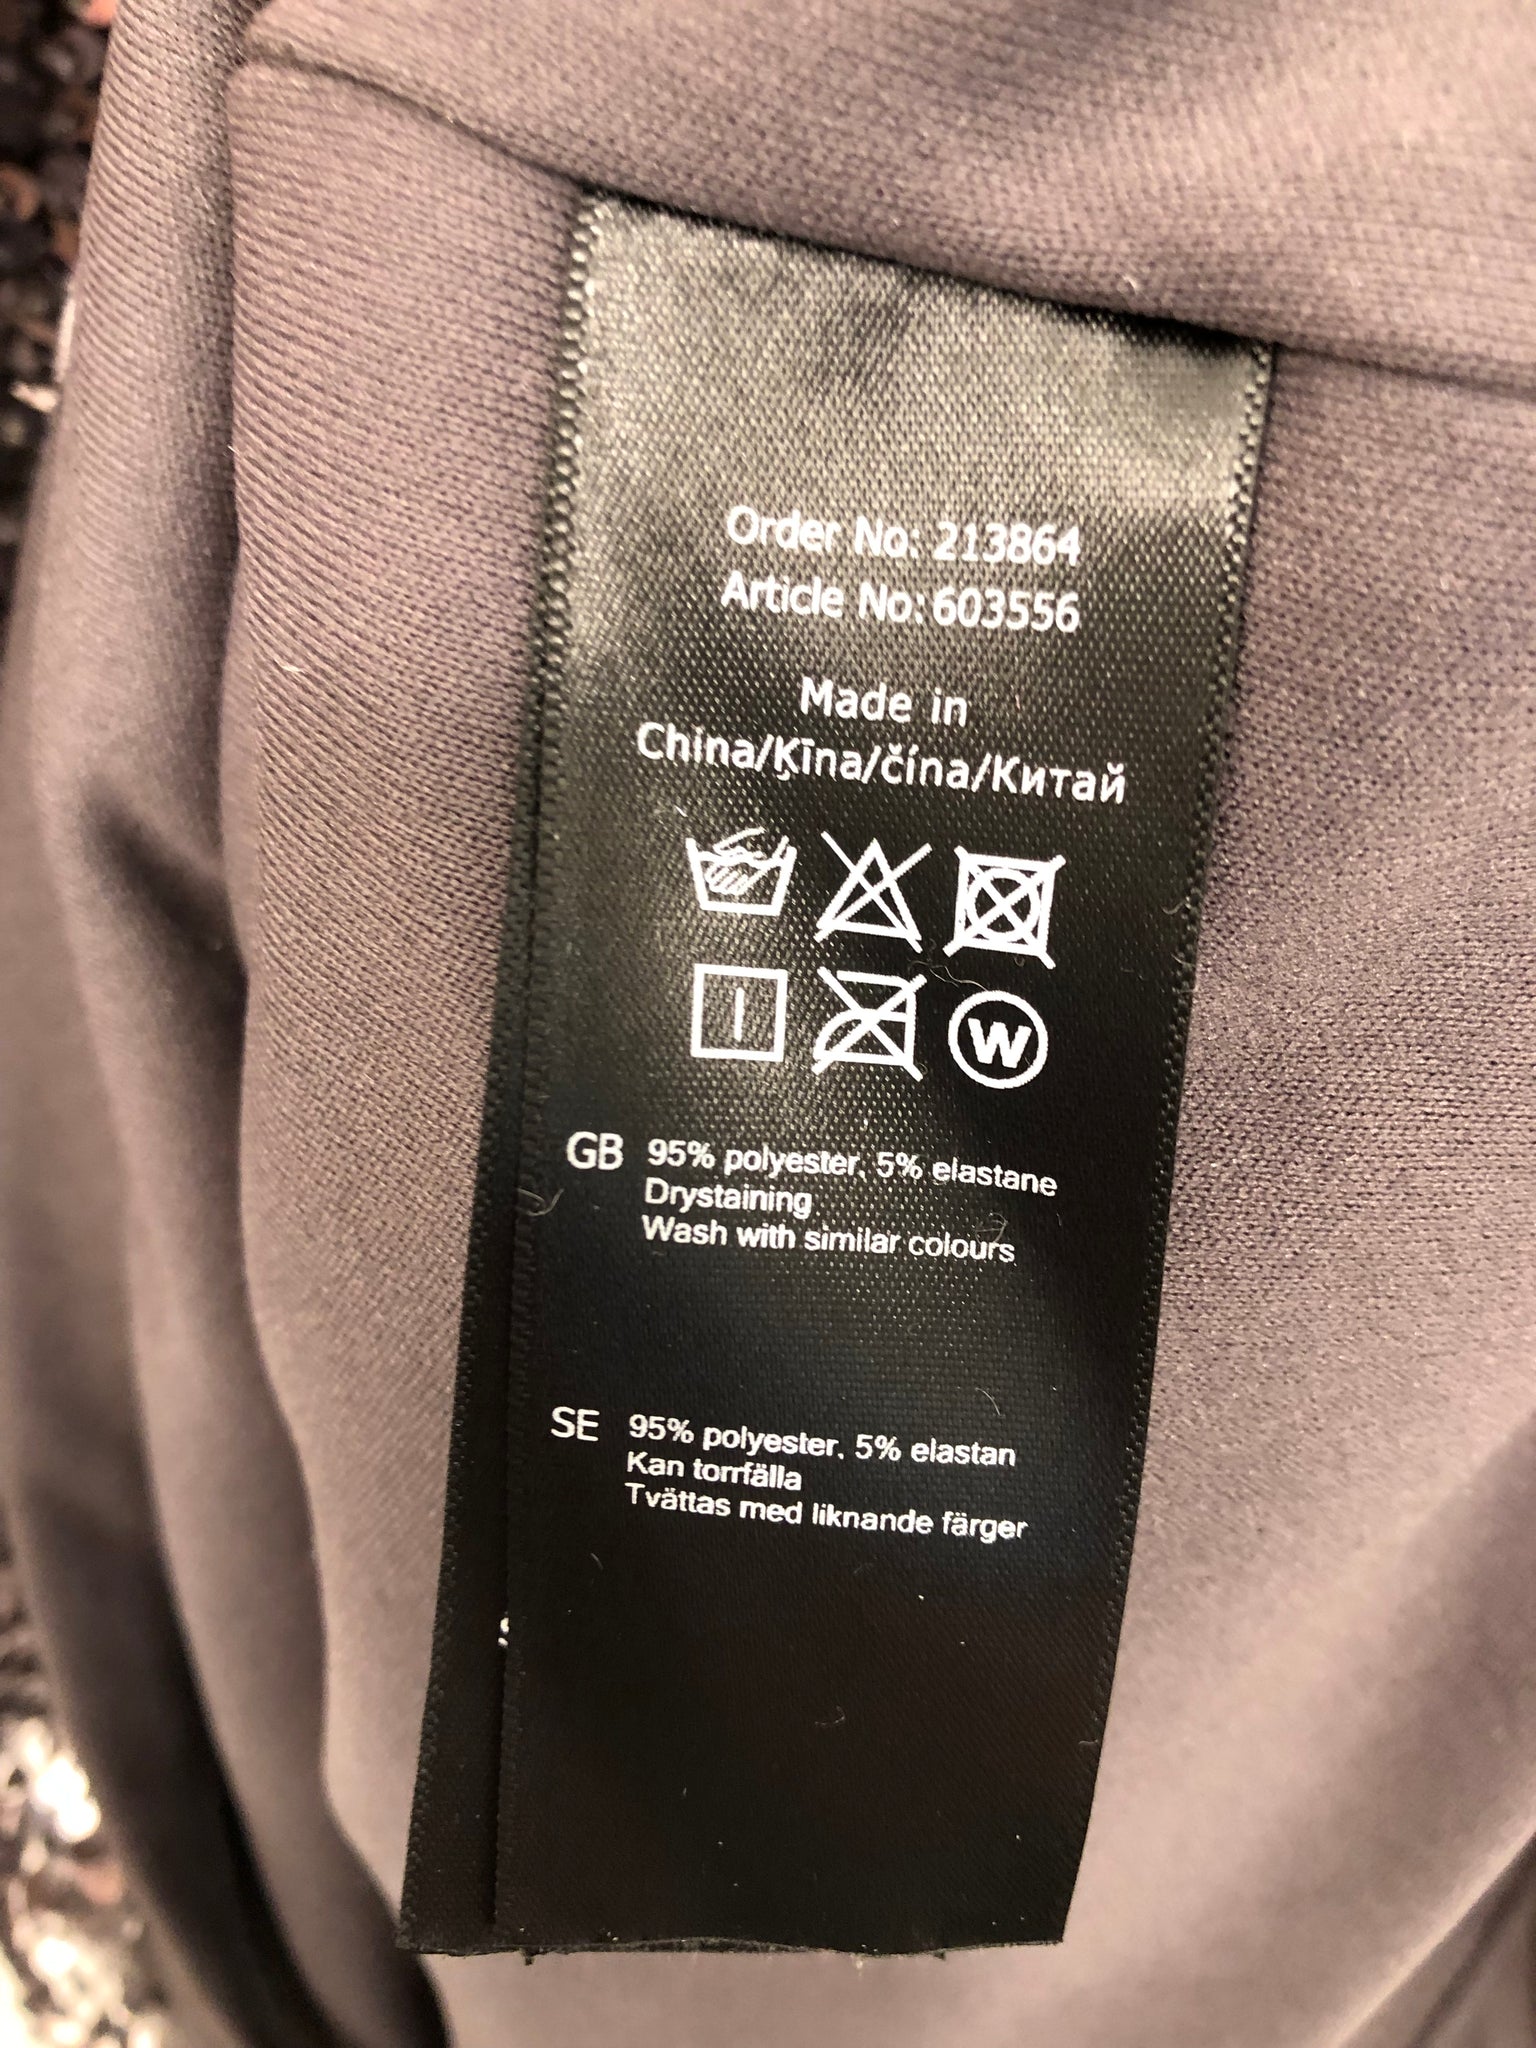 Order No: 213864
Article No: 603556
Made in
China/Ķīna/čína/Китай
W
GB 95% polyester, 5% elastane
Drystaining
Wash with similar colours
SE 95% polyester, 5% elastan
Kan torrfälla
Tvättas med liknande färger